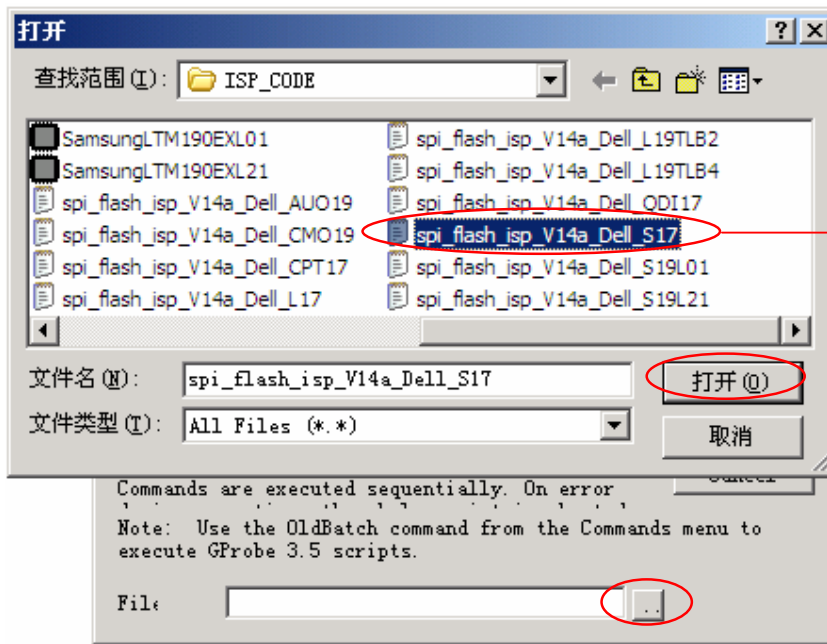 打开
查找范围(I):
ISP_CODE
SamsungLTM190EXL01
SamsungLTM190EXL21
spi_flash_isp_V14a_Dell_AUO19
spi_flash_isp_V14a_Dell_CMO19
spi_flash_isp_V14a_Dell_CPT17
spi_flash_isp_V14a_Dell_L17
spi_flash_isp_V14a_Dell_L19TLB2
spi_flash_isp_V14a_Dell_L19TLB4
spi_flash_isp_V14a_Dell_QDI17
spi_flash_isp_V14a_Dell_S17
spi_flash_isp_V14a_Dell_S19L01
spi_flash_isp_V14a_Dell_S19L21
文件名(N):
spi_flash_isp_V14a_Dell_S17
打开(O)
文件类型(T):
All Files (*.*)
取消
Commands are executed sequentially. On error
Note: Use the OldBatch command from the Commands menu to
execute GProbe 3.5 scripts.
File
..